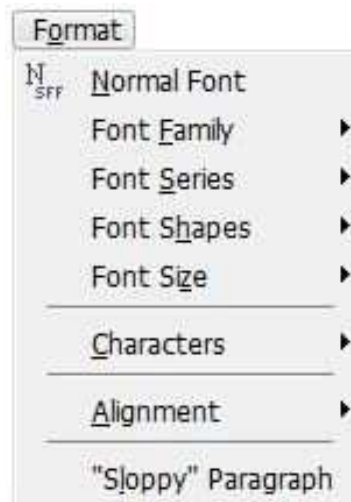 Format
N SFF Normal Font
Font Family
Font Series
Font Shapes
Font Size
Characters
Alignment
"Sloppy" Paragraph